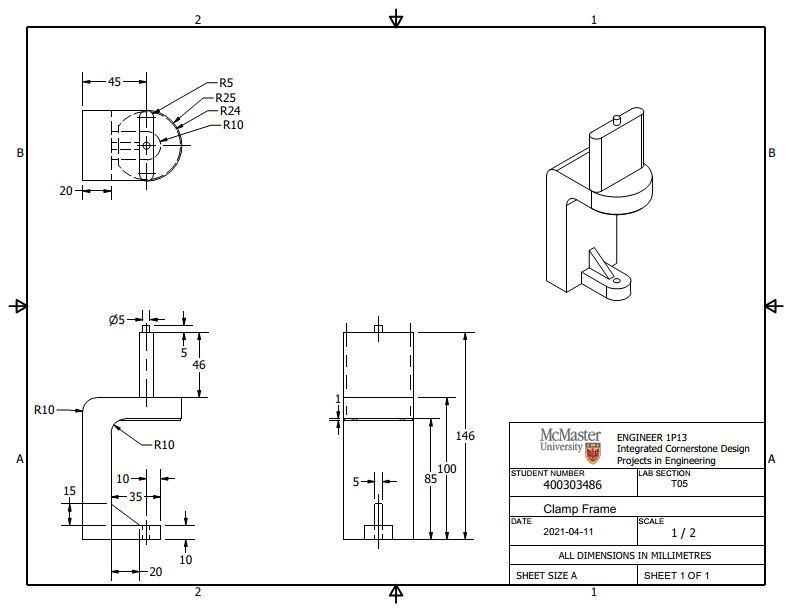 2
1
45
R5
R25
R24
R10
B
B
20
Ø5
5
46
R10
R10
1
146
100
85
10
35
5
15
20
10
A
A
McMaster
University
ENGINEER 1P13
Integrated Cornerstone Design
Projects in Engineering
STUDENT NUMBER
400303486
LAB SECTION
T05
Clamp Frame
DATE
2021-04-11
SCALE
1 / 2
ALL DIMENSIONS IN MILLIMETRES
SHEET SIZE A
SHEET 1 OF 1
2
1